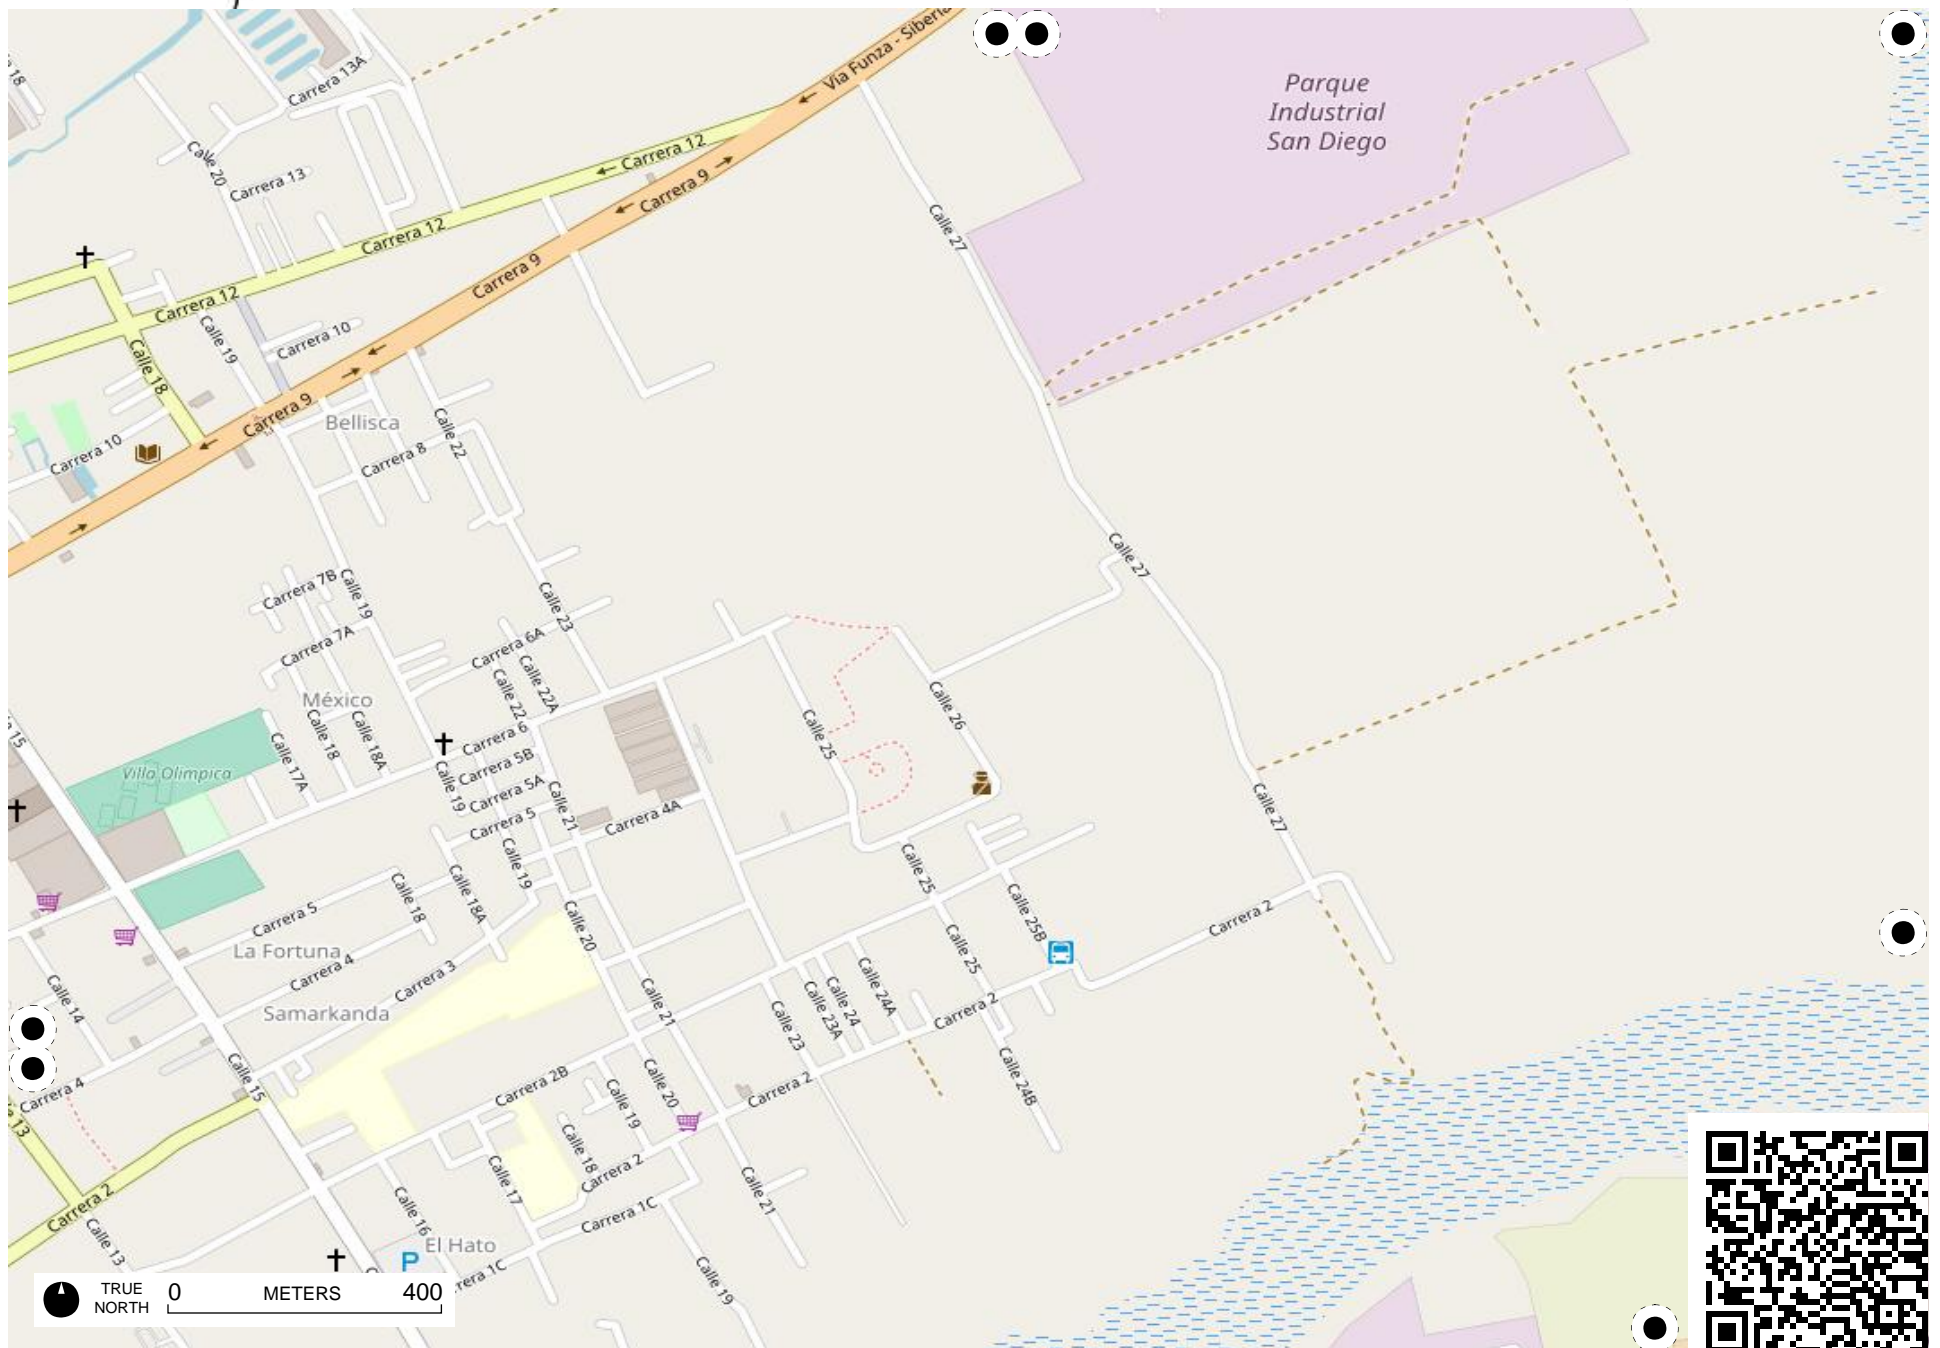 Via Funza - Siberia
Parque
Industrial
San Diego
Carrera 13A
18
Calle 20
Carrera 13
Carrera 12
Carrera 9
Carrera 12
Calle 27
Carrera 9
Carrera 12
Calle 19
Carrera 10
Calle 18
Carrera 9
Bellisca
Calle 22
Carrera 10
Carrera 8
Calle 27
Carrera 7B
Calle 19
Calle 23
Carrera 7A
Carrera 6A
Calle 22A
Calle 22
México
Calle 26
15
Calle 18
Calle 18A
Calle 17A
Carrera 6
Calle 25
Villa Olimpica
Carrera 5B
Calle 19
Carrera 5A
Calle 21
Carrera 5
Carrera 4A
Calle 27
Calle 19
Calle 25
Calle 18
Calle 18A
Carrera 5
Calle 20
Calle 25B
Carrera 2
La Fortuna
Carrera 4
Carrera 3
Calle 25
Calle 14
Calle 21
Calle 24A
Calle 24
Calle 23A
Samarkanda
Calle 23
Carrera 2
Calle 15
Carrera 4
Carrera 2B
Calle 20
Calle 19
Carrera 2
Calle 24B
13
Calle 18
Carrera 2
Calle 17
Calle 21
Carrera 2
Calle 16
Carrera 1C
Calle 13
El Hato
P
rera 1C
Calle 19
TRUE
NORTH
0 METERS 400